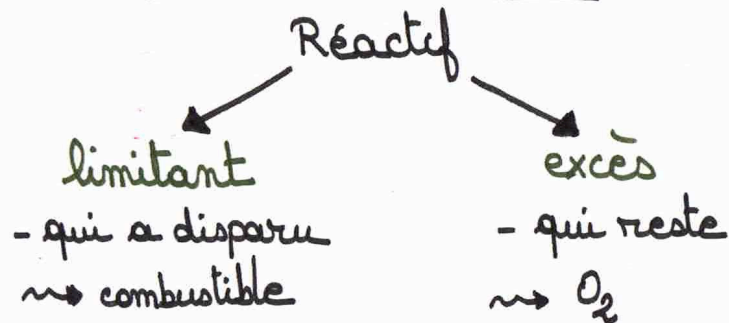 Réactif
limitant
excès
- qui a disparu
- qui reste
⇝ combustible
⇝ O₂